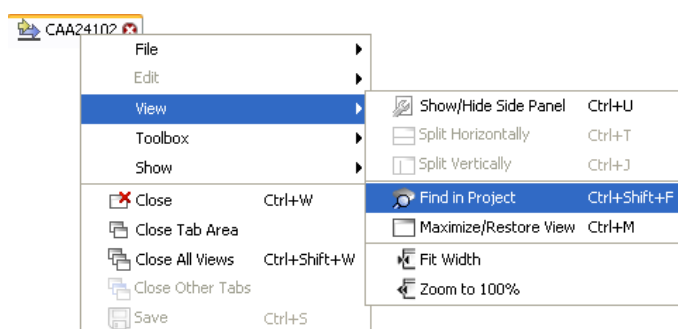 CAA24102
File
Edit
View
Toolbox
Show
Close Ctrl+W
Close Tab Area
Close All Views Ctrl+Shift+W
Close Other Tabs
Save Ctrl+S
Show/Hide Side Panel Ctrl+U
Split Horizontally Ctrl+T
Split Vertically Ctrl+J
Find in Project Ctrl+Shift+F
Maximize/Restore View Ctrl+M
Fit Width
Zoom to 100%